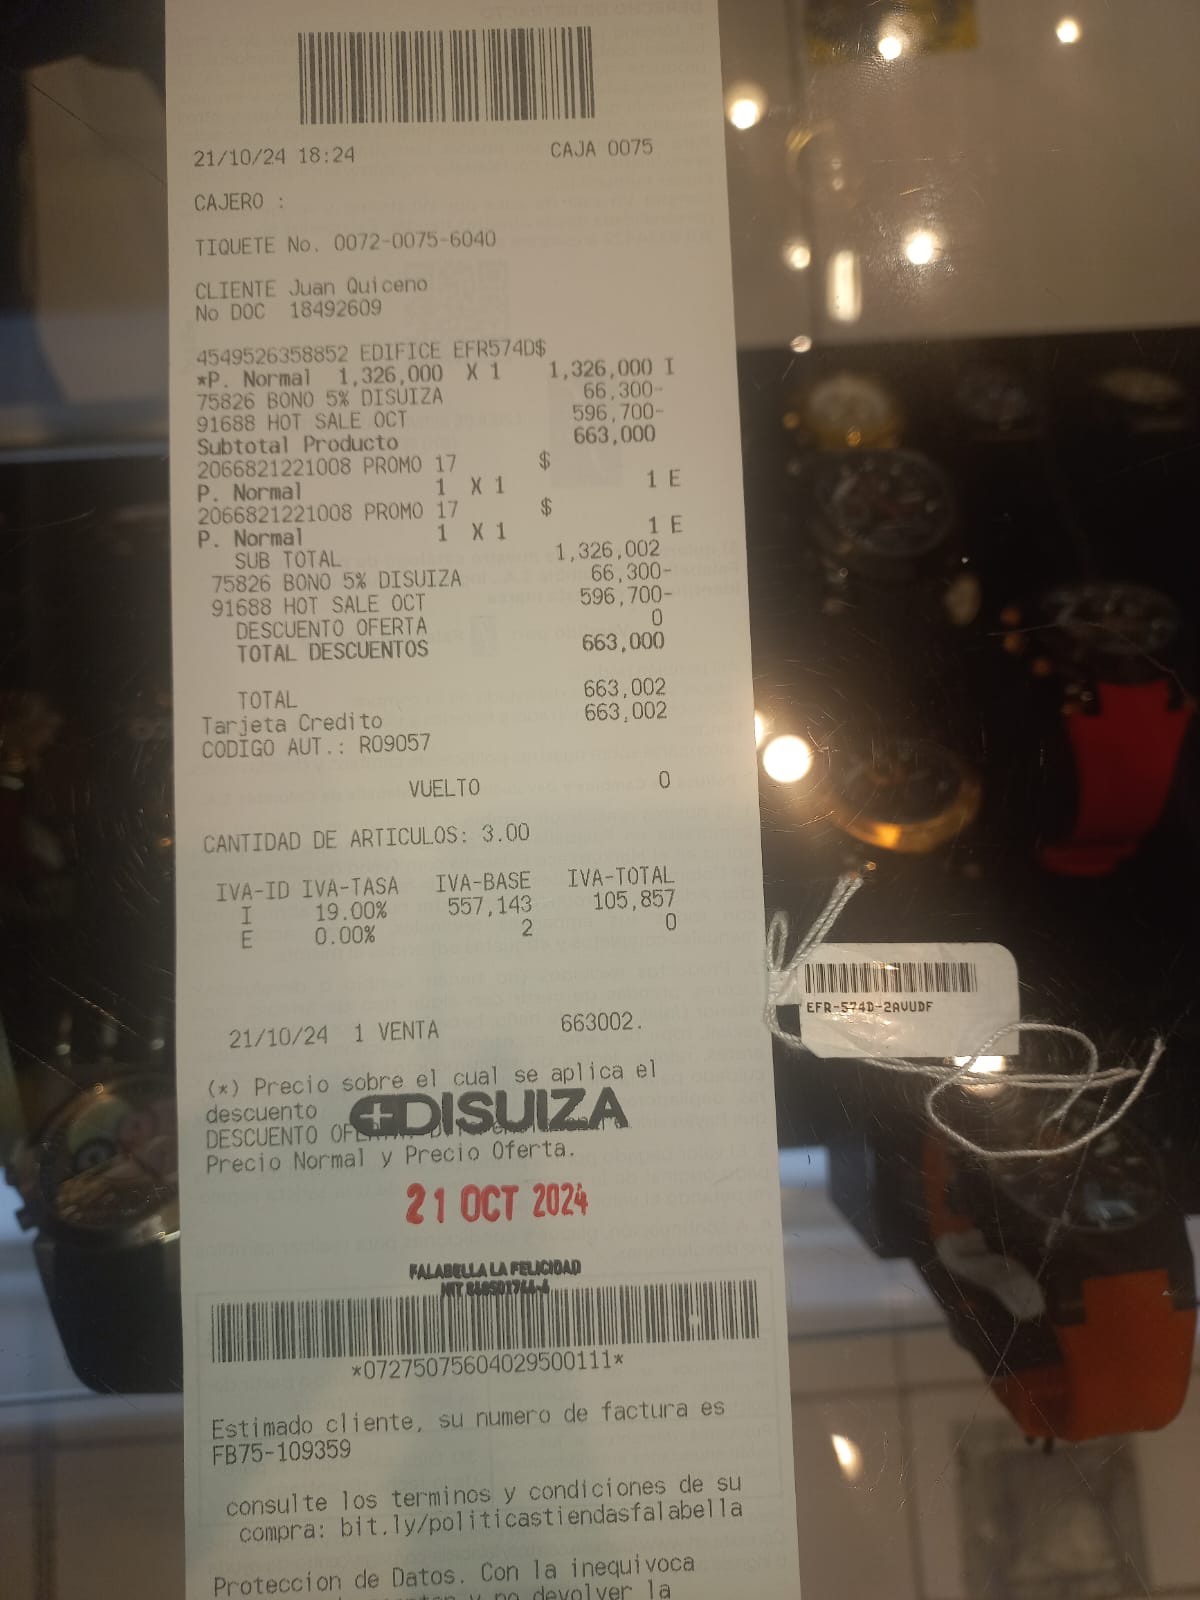 21/10/24 18:24 CAJA 0075
CAJERO :
TIQUETE No. 0072-0075-6040
CLIENTE Juan Quiceno
No DOC 18492609
4549526358852 EDIFICE EFR574D$
*P. Normal 1,326,000 X 1 1,326,000 I
75826 BONO 5% DISUIZA 66,300-
91688 HOT SALE OCT 596,700-
Subtotal Producto 663,000
2066821221008 PROMO 17 $
P. Normal 1 X 1 1 E
2066821221008 PROMO 17 $
P. Normal 1 X 1 1 E
SUB TOTAL 1,326,002
75826 BONO 5% DISUIZA 66,300-
91688 HOT SALE OCT 596,700-
DESCUENTO OFERTA 0
TOTAL DESCUENTOS 663,000
TOTAL 663,002
Tarjeta Credito 663,002
CODIGO AUT.: R09057
VUELTO 0
CANTIDAD DE ARTICULOS: 3.00
IVA-ID IVA-TASA IVA-BASE IVA-TOTAL
I 19.00% 557,143 105,857
E 0.00% 2 0
EFR-574D-2AVUDF
21/10/24 1 VENTA 663002.
(*) Precio sobre el cual se aplica el
descuento
DISUIZA
DESCUENTO
Precio Normal y Precio Oferta.
21 OCT 2024
FALABELLA LA FELICIDAD
NIT
*07275075604029500111*
Estimado cliente, su numero de factura es
FB75-109359
consulte los terminos y condiciones de su
compra: bit.ly/politicastiendasfalabella
Proteccion de Datos. Con la inequivoca
y no devolver la